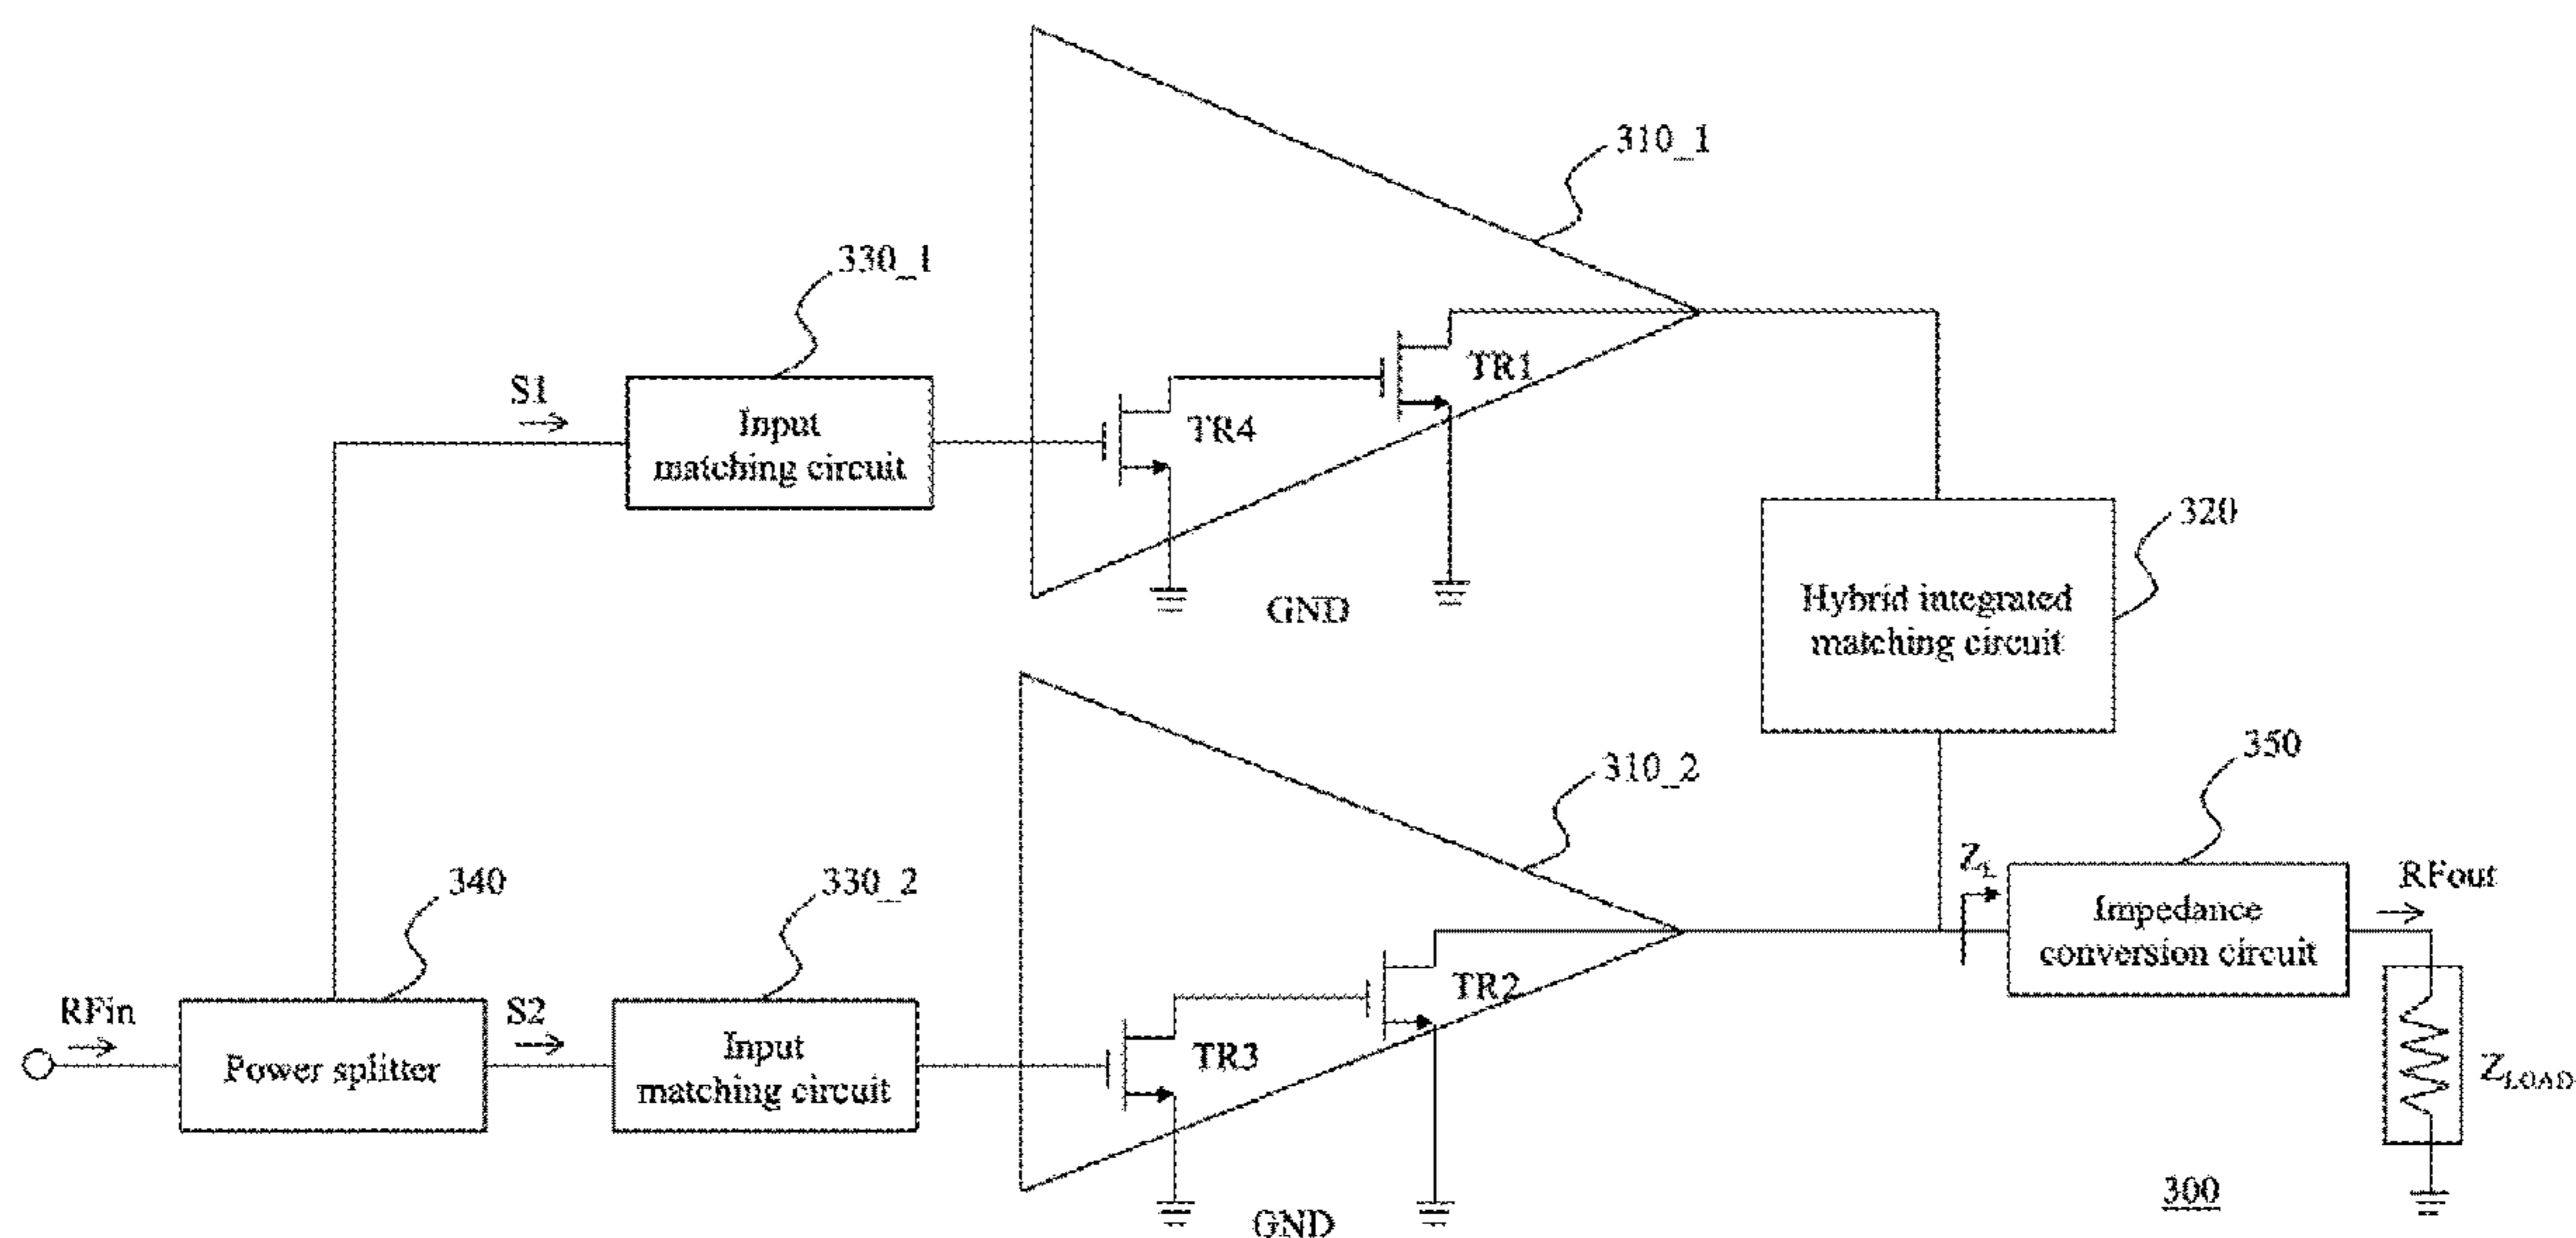 310_1
330_1
S1
Input
matching circuit
TR4
TR1
GND
320
Hybrid integrated
matching circuit
310_2
350
340
330_2
Z_L
RFout
RFin
S2
Power splitter
Input
matching circuit
TR3
TR2
Impedance
conversion circuit
Z_LOAD
GND
300